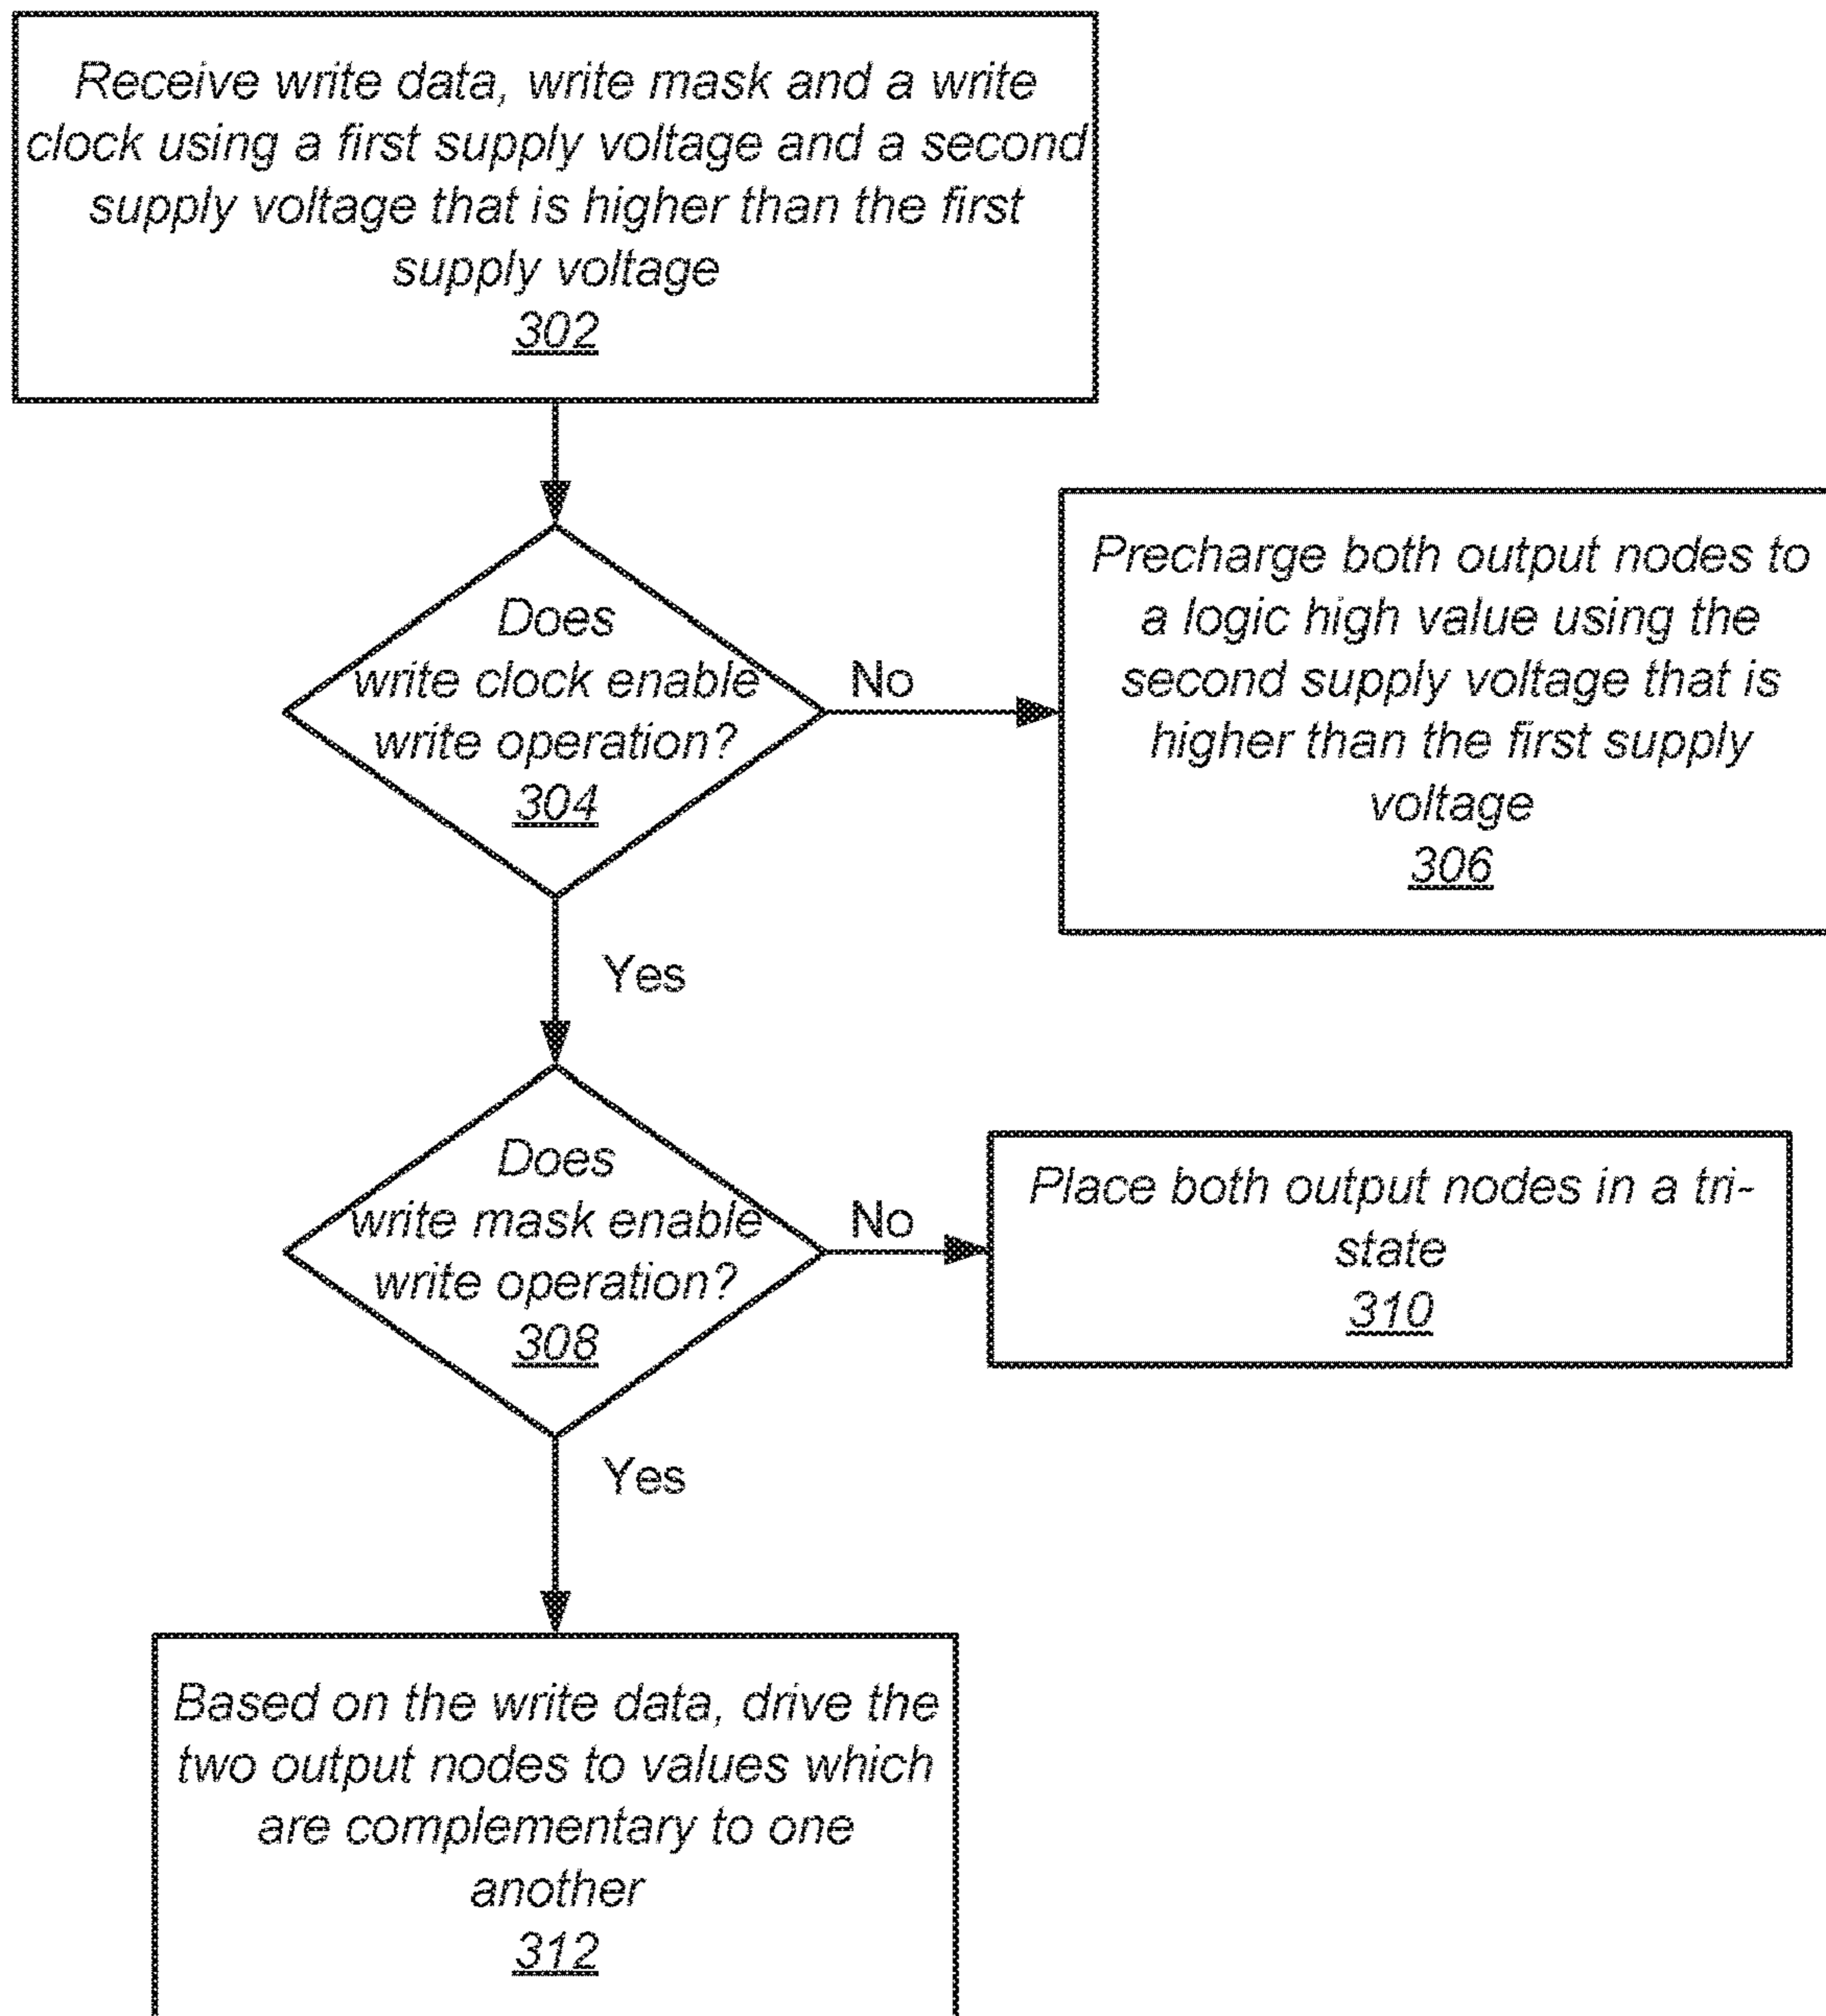 Receive write data, write mask and a write
clock using a first supply voltage and a second
supply voltage that is higher than the first
supply voltage
302
Does
write clock enable
write operation?
304
No
Precharge both output nodes to
a logic high value using the
second supply voltage that is
higher than the first supply
voltage
306
Yes
Does
write mask enable
write operation?
308
No
Place both output nodes in a tri-
state
310
Yes
Based on the write data, drive the
two output nodes to values which
are complementary to one
another
312